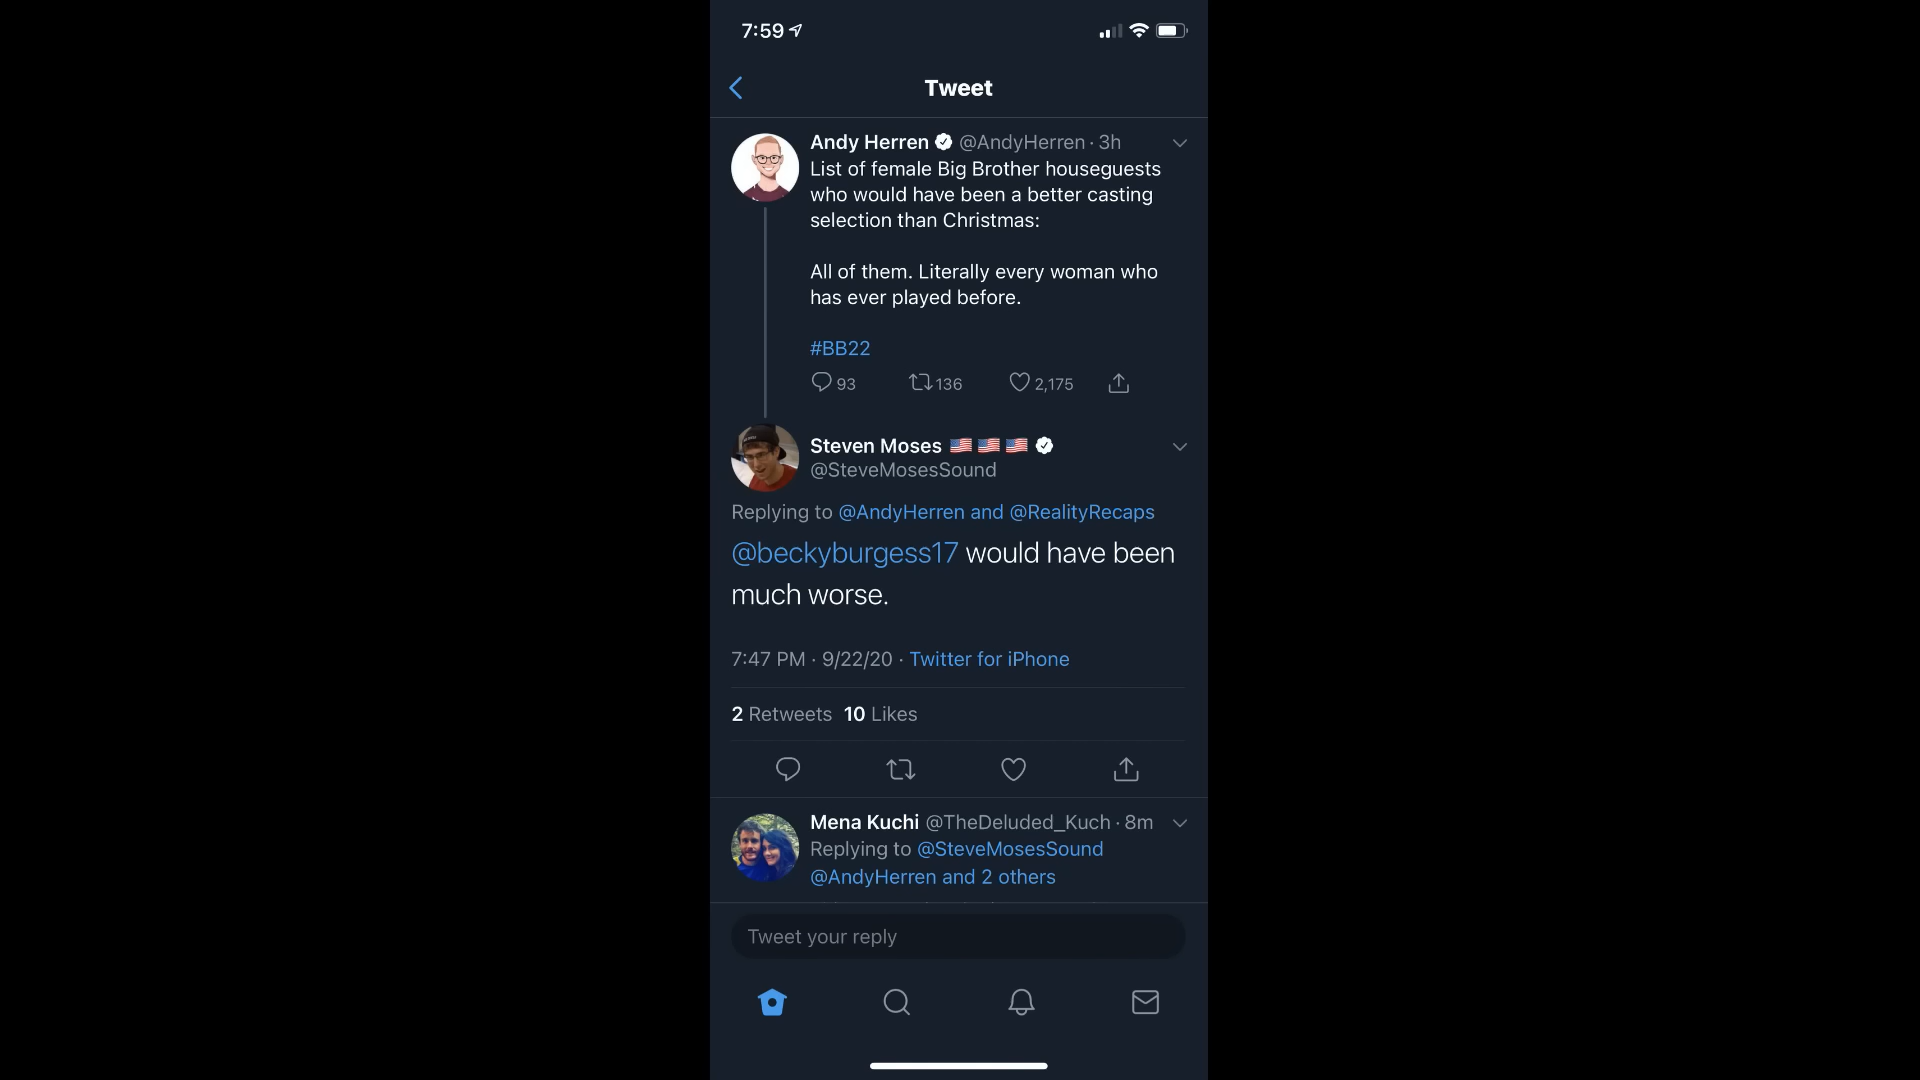 7:59
Tweet
Andy Herren @AndyHerren · 3h
List of female Big Brother houseguests
who would have been a better casting
selection than Christmas:
All of them. Literally every woman who
has ever played before.
#BB22
93 136 2,175
Steven Moses 🇺🇸 🇺🇸 🇺🇸
@SteveMosesSound
Replying to @AndyHerren and @RealityRecaps
@beckyburgess17 would have been
much worse.
7:47 PM · 9/22/20 · Twitter for iPhone
2 Retweets 10 Likes
Mena Kuchi @TheDeluded_Kuch · 8m
Replying to @SteveMosesSound
@AndyHerren and 2 others
Tweet your reply